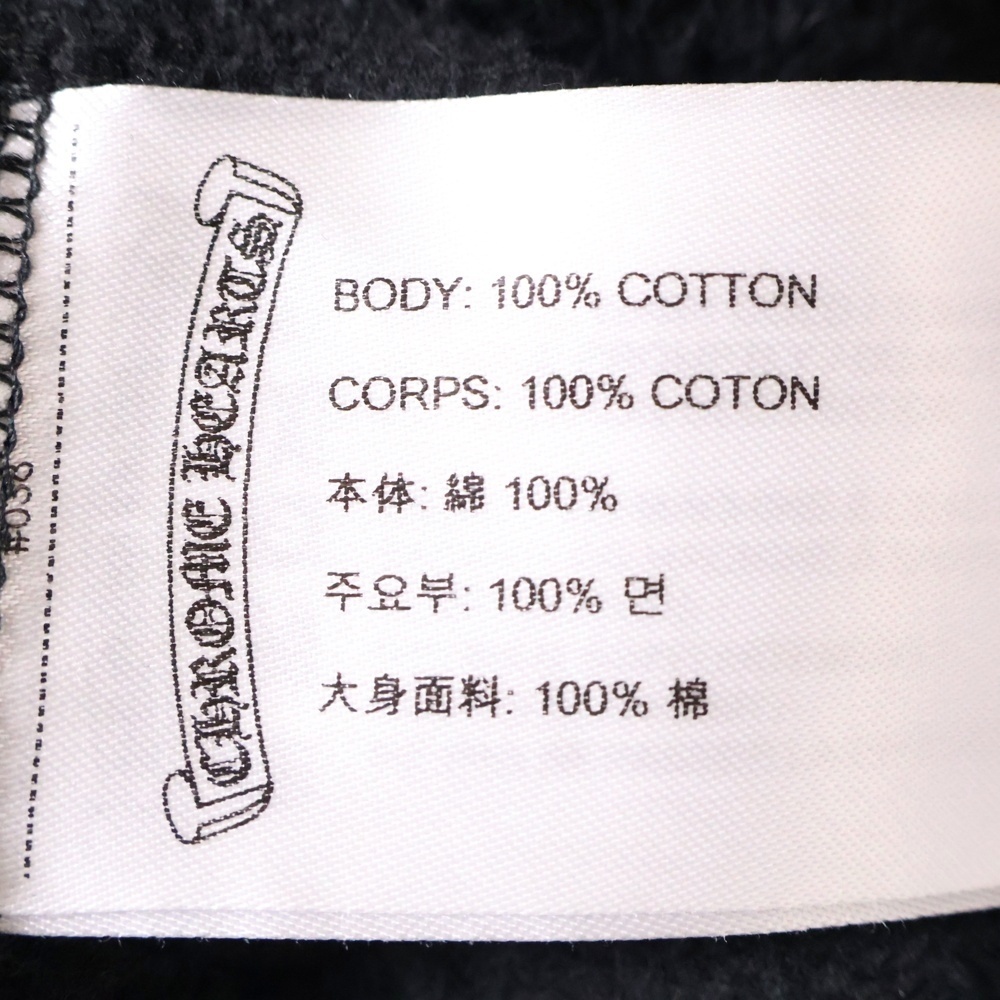 CHROME HEARTS
BODY: 100% COTTON
CORPS: 100% COTON
本体: 綿 100%
주요부: 100% 면
大身面料: 100% 棉
#036